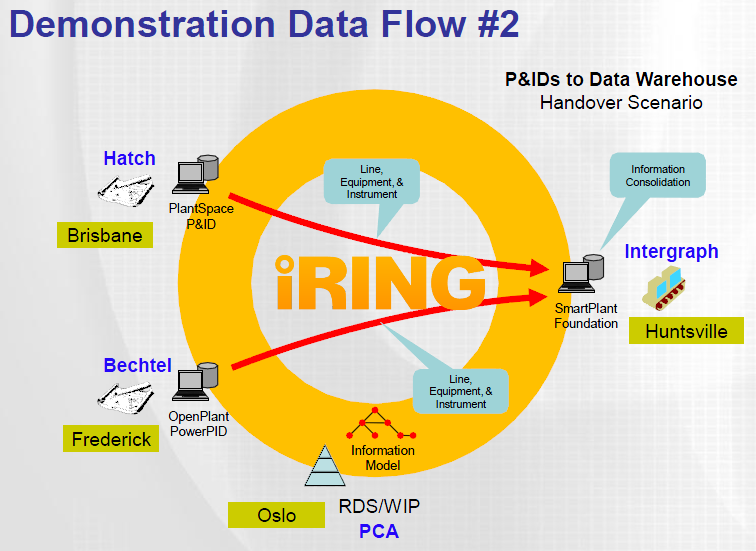 Demonstration Data Flow #2
P&IDs to Data Warehouse
Handover Scenario
Hatch
Brisbane
PlantSpace
P&ID
Line,
Equipment, &
Instrument
Information
Consolidation
Intergraph
SmartPlant
Foundation
Huntsville
iRING
Bechtel
Frederick
OpenPlant
PowerPID
Line,
Equipment, &
Instrument
Information
Model
Oslo
RDS/WIP
PCA